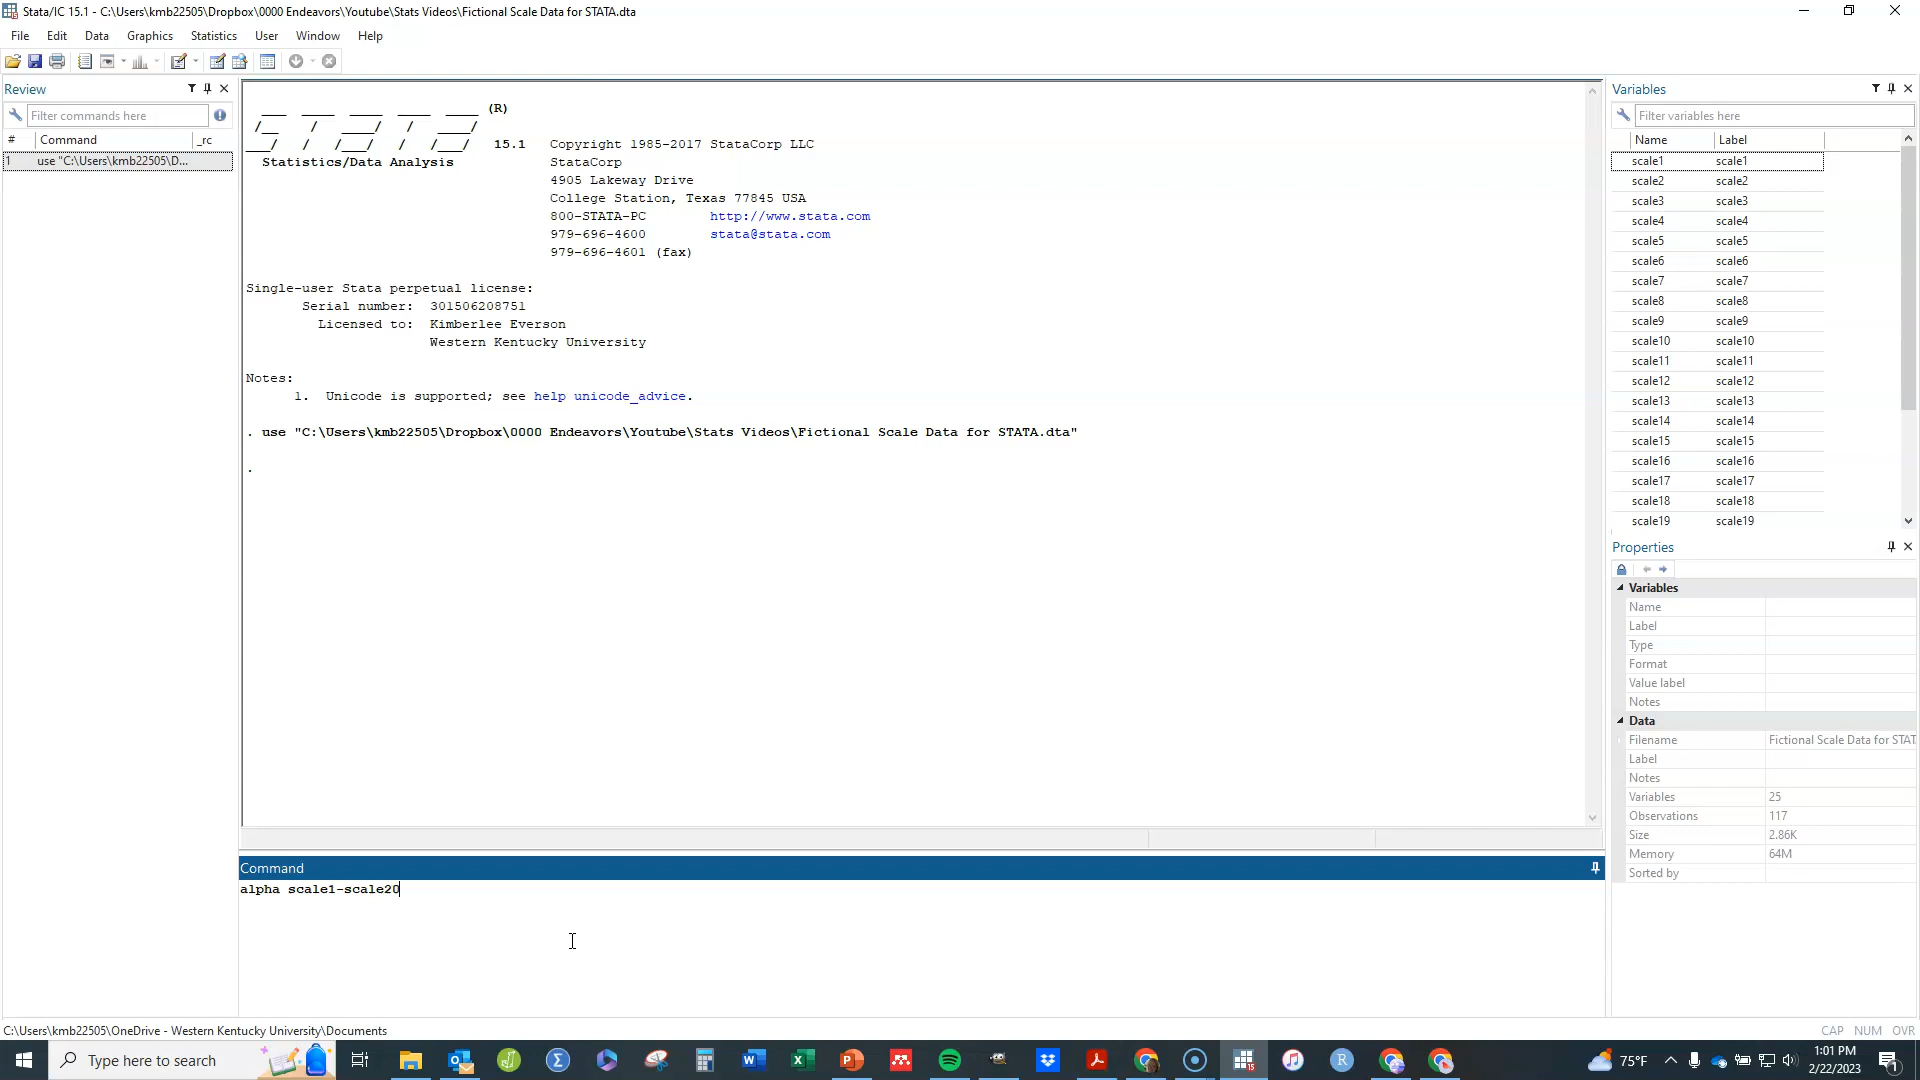 Stata/IC 15.1 - C:\Users\kmb22505\Dropbox\0000 Endeavors\Youtube\Stats Videos\Fictional Scale Data for STATA.dta
File Edit Data Graphics Statistics User Window Help
Review
Filter commands here
# Command _rc
1 use "C:\Users\kmb22505\D...
(R)
15.1 Copyright 1985-2017 StataCorp LLC
Statistics/Data Analysis StataCorp
4905 Lakeway Drive
College Station, Texas 77845 USA
800-STATA-PC http://www.stata.com
979-696-4600 stata@stata.com
979-696-4601 (fax)
Single-user Stata perpetual license:
Serial number: 301506208751
Licensed to: Kimberlee Everson
Western Kentucky University
Notes:
1. Unicode is supported; see help unicode_advice.
. use "C:\Users\kmb22505\Dropbox\0000 Endeavors\Youtube\Stats Videos\Fictional Scale Data for STATA.dta"
.
Command
alpha scale1-scale20
Variables
Filter variables here
Name Label
scale1 scale1
scale2 scale2
scale3 scale3
scale4 scale4
scale5 scale5
scale6 scale6
scale7 scale7
scale8 scale8
scale9 scale9
scale10 scale10
scale11 scale11
scale12 scale12
scale13 scale13
scale14 scale14
scale15 scale15
scale16 scale16
scale17 scale17
scale18 scale18
scale19 scale19
Properties
Variables
Name
Label
Type
Format
Value label
Notes
Data
Filename Fictional Scale Data for STAT
Label
Notes
Variables 25
Observations 117
Size 2.86K
Memory 64M
Sorted by
C:\Users\kmb22505\OneDrive - Western Kentucky University\Documents
CAP NUM OVR
Type here to search
75°F
1:01 PM
2/22/2023